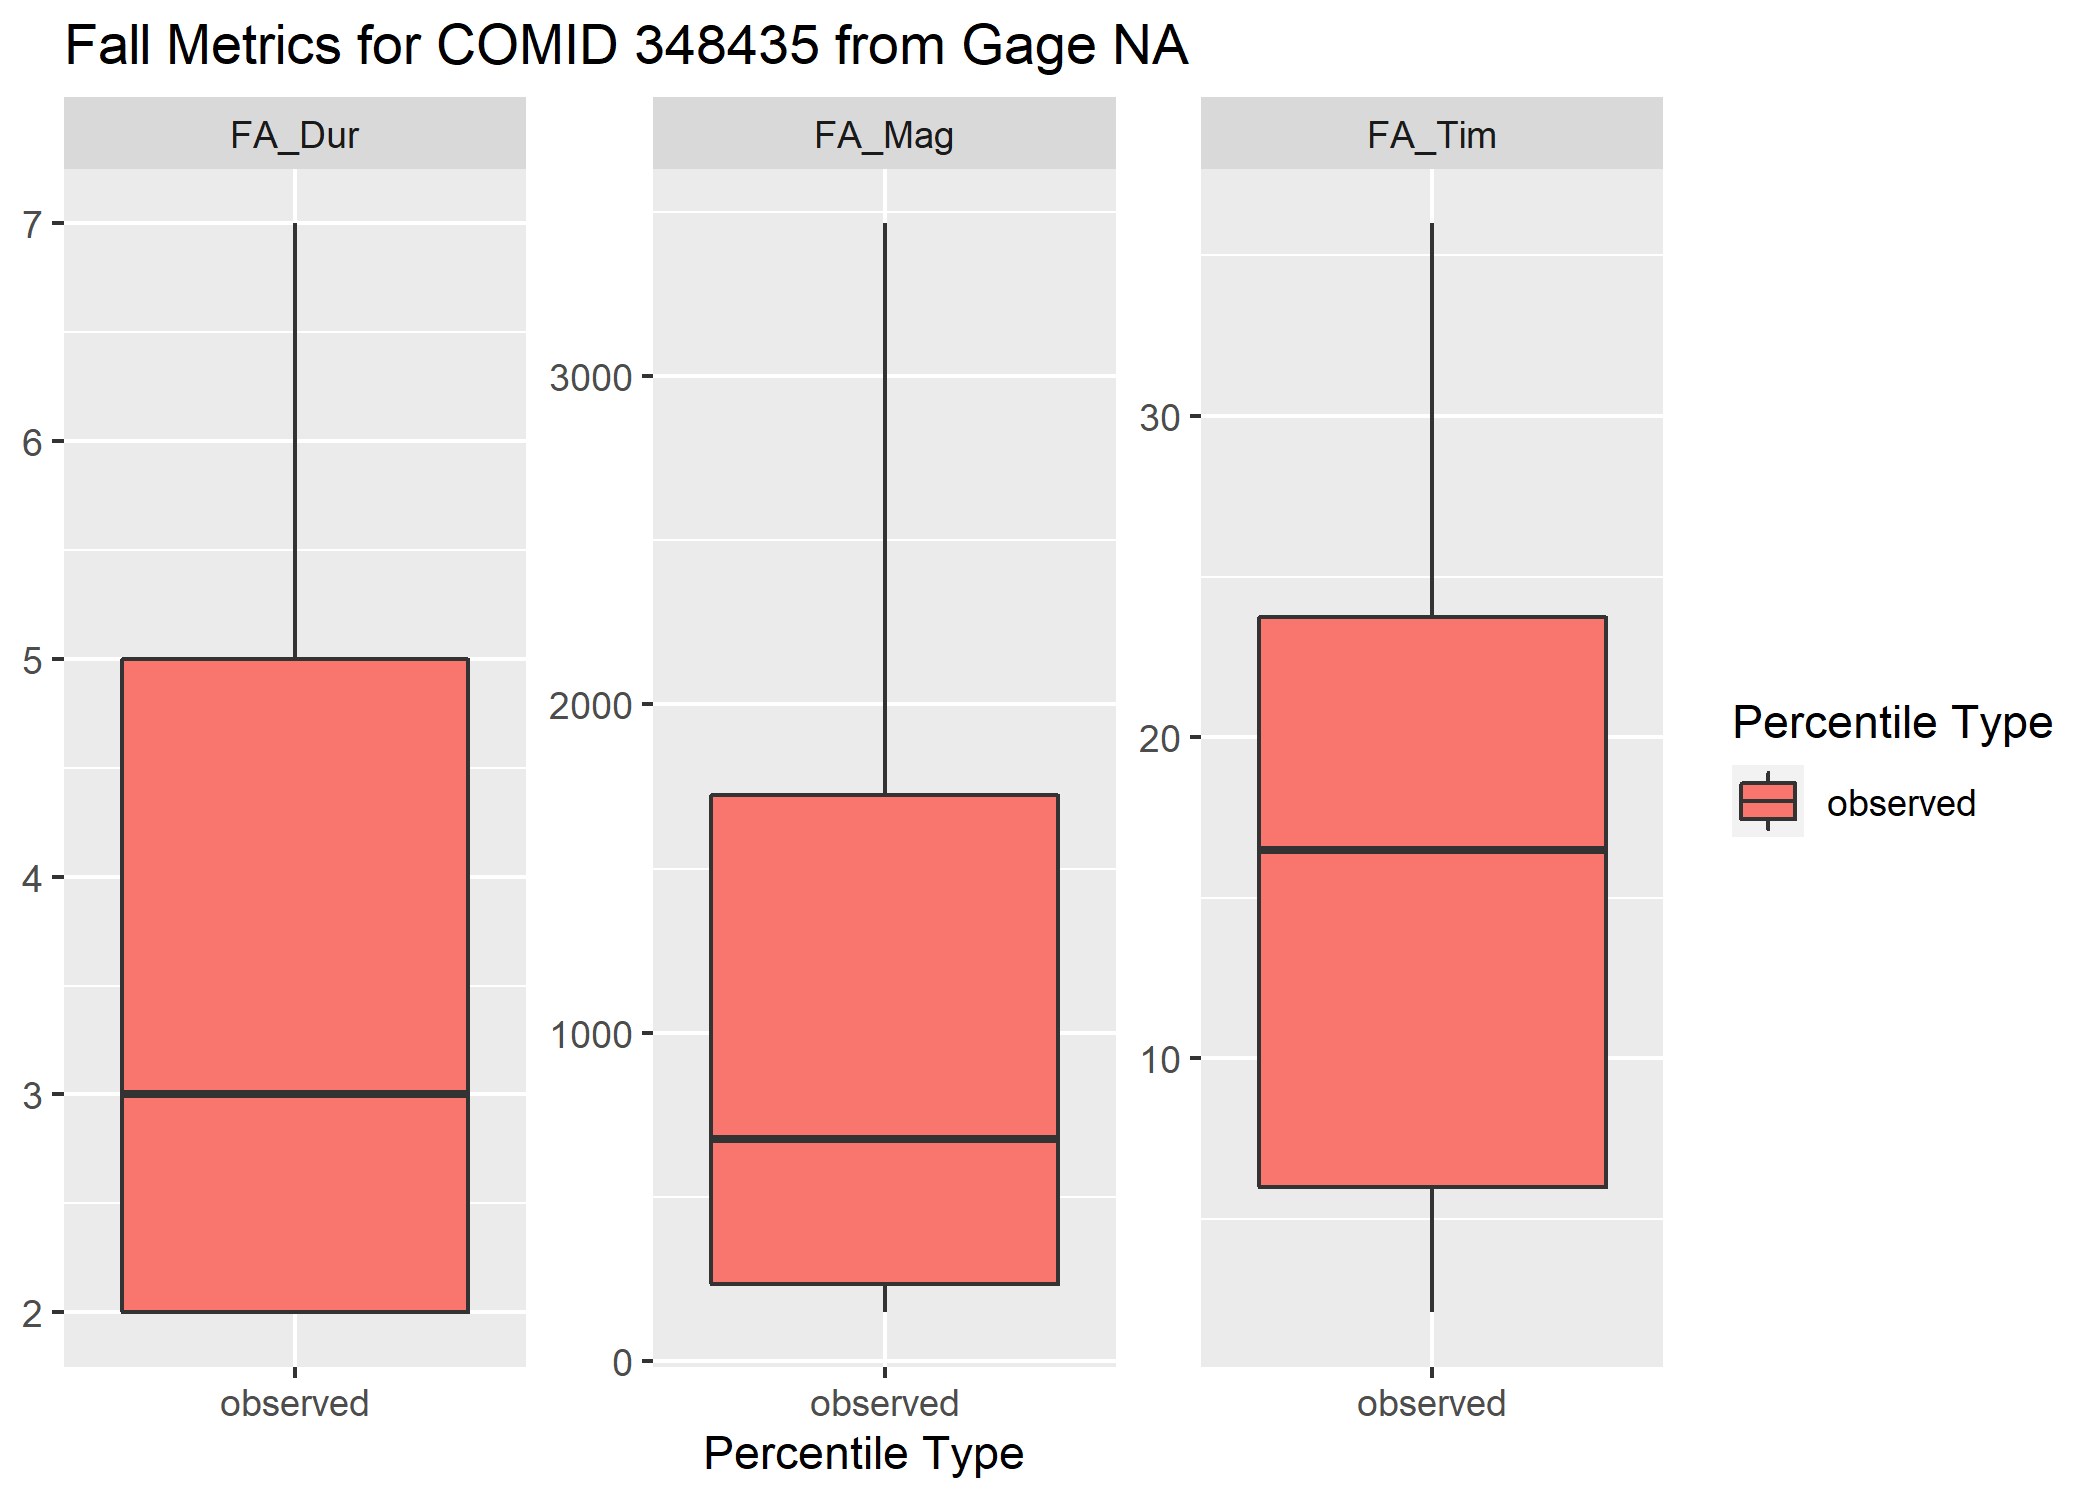 Fall Metrics for COMID 348435 from Gage NA
FA_Dur
FA_Mag
FA_Tim
7
6
5
4
3
2
3000
2000
1000
0
30
20
10
observed
observed
observed
Percentile Type
Percentile Type
observed